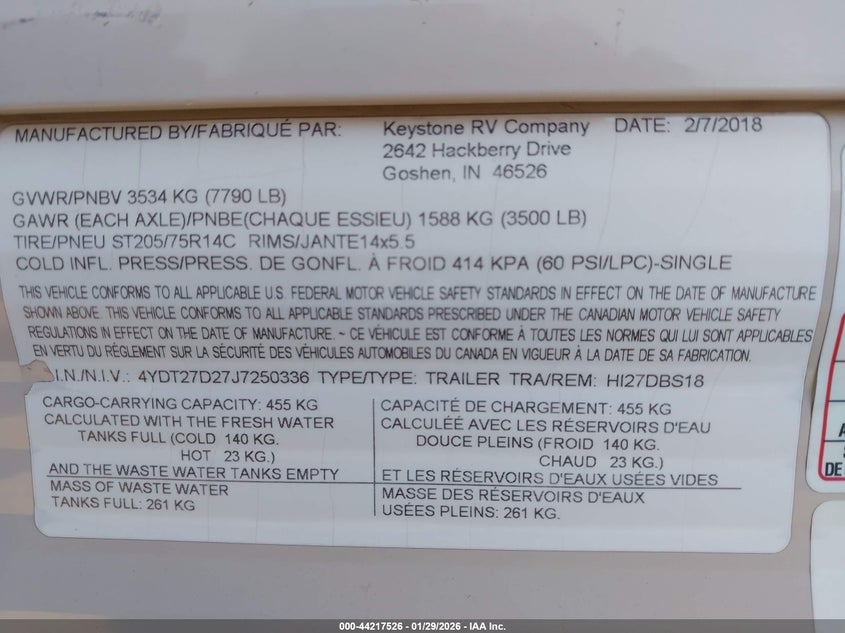 MANUFACTURED BY/FABRIQUÉ PAR: Keystone RV Company DATE: 2/7/2018
2642 Hackberry Drive
Goshen, IN 46526
GVWR/PNBV 3534 KG (7790 LB)
GAWR (EACH AXLE)/PNBE(CHAQUE ESSIEU) 1588 KG (3500 LB)
TIRE/PNEU ST205/75R14C RIMS/JANTE14x5.5
COLD INFL. PRESS/PRESS. DE GONFL. À FROID 414 KPA (60 PSI/LPC)-SINGLE
THIS VEHICLE CONFORMS TO ALL APPLICABLE U.S. FEDERAL MOTOR VEHICLE SAFETY STANDARDS IN EFFECT ON THE DATE OF MANUFACTURE
SHOWN ABOVE. THIS VEHICLE CONFORMS TO ALL APPLICABLE STANDARDS PRESCRIBED UNDER THE CANADIAN MOTOR VEHICLE SAFETY
REGULATIONS IN EFFECT ON THE DATE OF MANUFACTURE. ~ CE VÉHICULE EST CONFORME À TOUTES LES NORMES QUI LUI SONT APPLICABLES
EN VERTU DU RÉGLEMENT SUR LA SÉCURITÉ DES VÉHICULES AUTOMOBILES DU CANADA EN VIGUEUR À LA DATE DE SA FABRICATION.
.I.N./N.I.V.: 4YDT27D27J7250336 TYPE/TYPE: TRAILER TRA/REM: HI27DBS18
CARGO-CARRYING CAPACITY: 455 KG
CALCULATED WITH THE FRESH WATER
TANKS FULL (COLD 140 KG.
HOT 23 KG.)
AND THE WASTE WATER TANKS EMPTY
MASS OF WASTE WATER
TANKS FULL: 261 KG
CAPACITÉ DE CHARGEMENT: 455 KG
CALCULÉE AVEC LES RÉSERVOIRS D'EAU
DOUCE PLEINS (FROID 140 KG.
CHAUD 23 KG.)
ET LES RÉSERVOIRS D'EAUX USÉES VIDES
MASSE DES RÉSERVOIRS D'EAUX
USÉES PLEINS: 261 KG.
A
DE
000-44217526 - 01/29/2026 - IAA Inc.